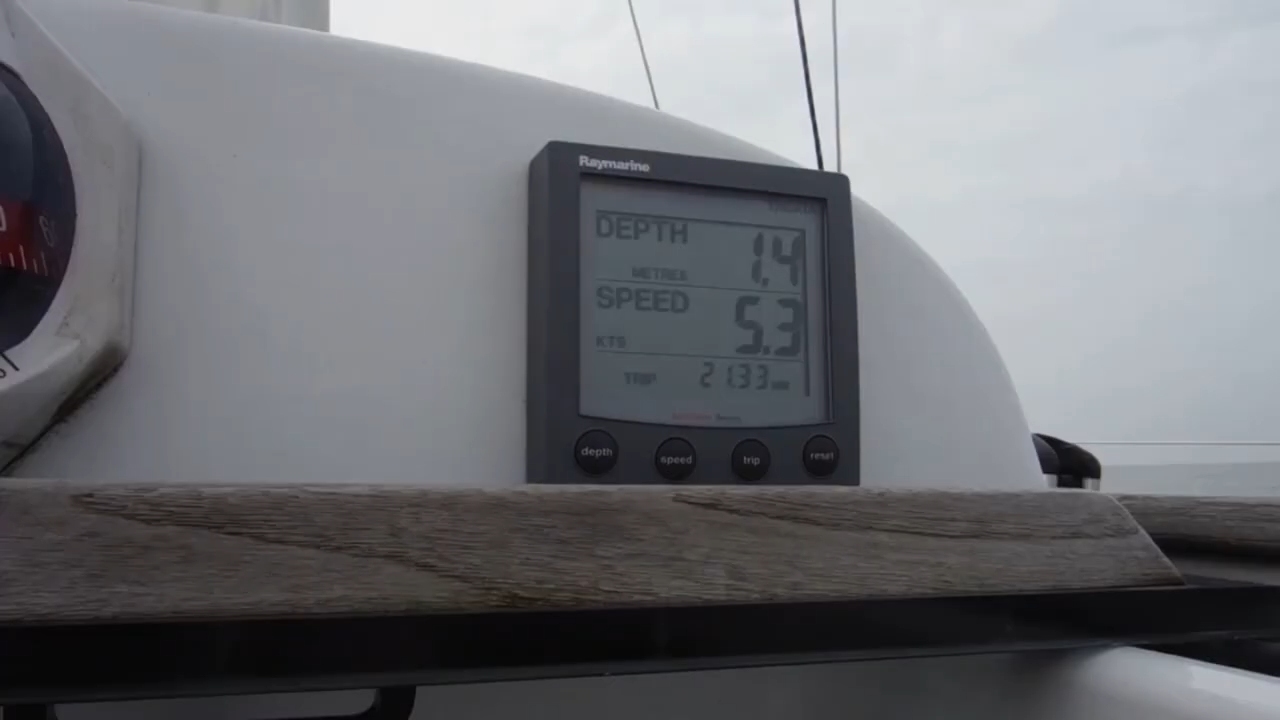 Raymarine
DEPTH 1.4
METRES
SPEED 5.3
KTS
TRIP 21.33
depth speed trip reset